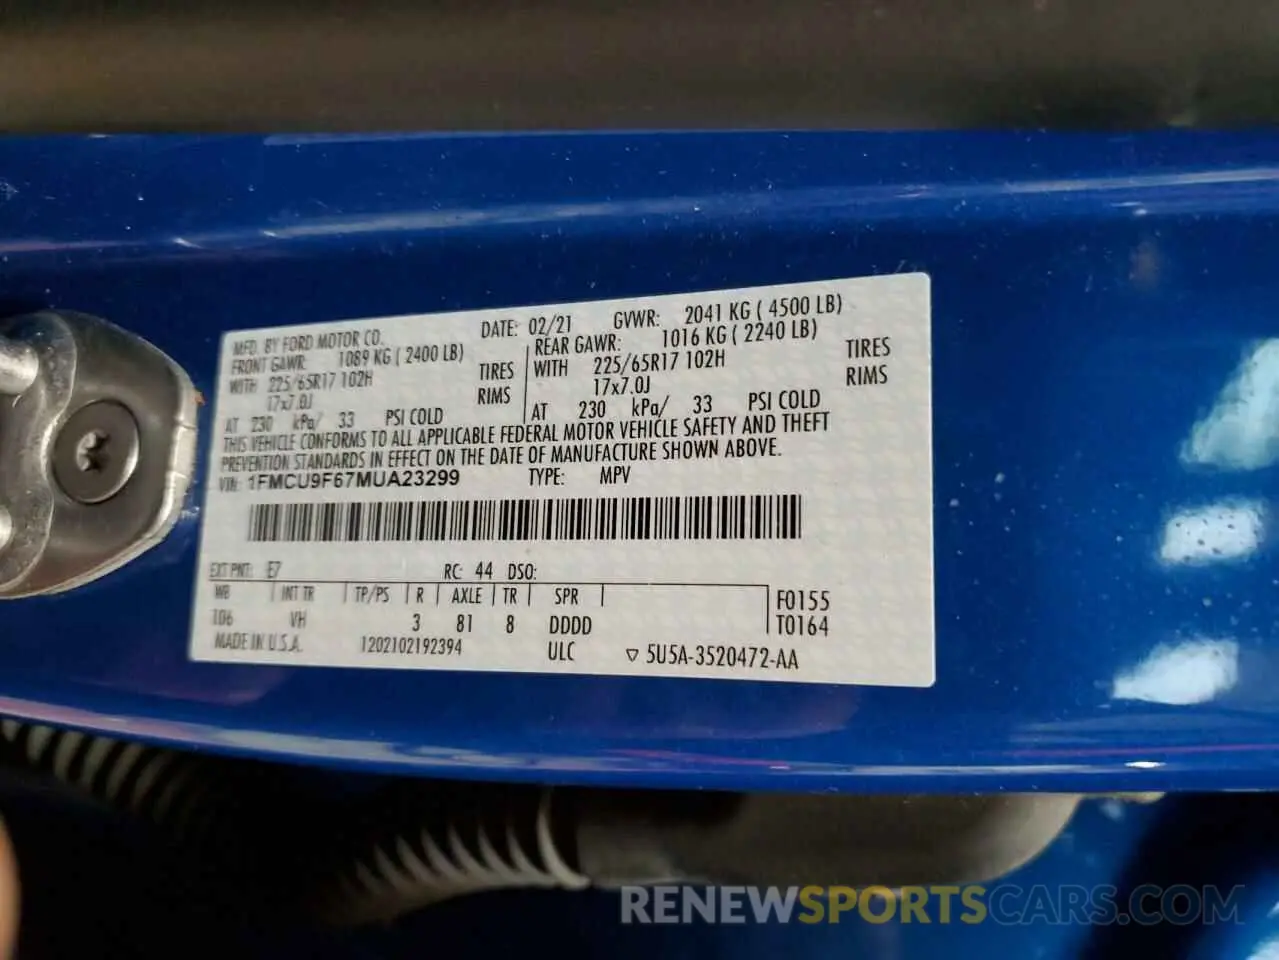 MFD. BY FORD MOTOR CO. DATE: 02/21 GVWR: 2041 KG ( 4500 LB)
FRONT GAWR: 1089 KG ( 2400 LB) REAR GAWR: 1016 KG ( 2240 LB)
WITH 225/65R17 102H TIRES WITH 225/65R17 102H TIRES
17x7.0J RIMS 17x7.0J RIMS
AT 230 kPa/ 33 PSI COLD AT 230 kPa/ 33 PSI COLD
THIS VEHICLE CONFORMS TO ALL APPLICABLE FEDERAL MOTOR VEHICLE SAFETY AND THEFT
PREVENTION STANDARDS IN EFFECT ON THE DATE OF MANUFACTURE SHOWN ABOVE.
VIN: 1FMCU9F67MUA23299 TYPE: MPV
EXT PNT: E7 RC: 44 DSO:
WB INT TR TP/PS R AXLE TR SPR F0155
106 VH 3 81 8 DDDD T0164
MADE IN U.S.A. 1202102192394 ULC ▽ 5U5A-3520472-AA
RENEWSPORTSCARS.COM